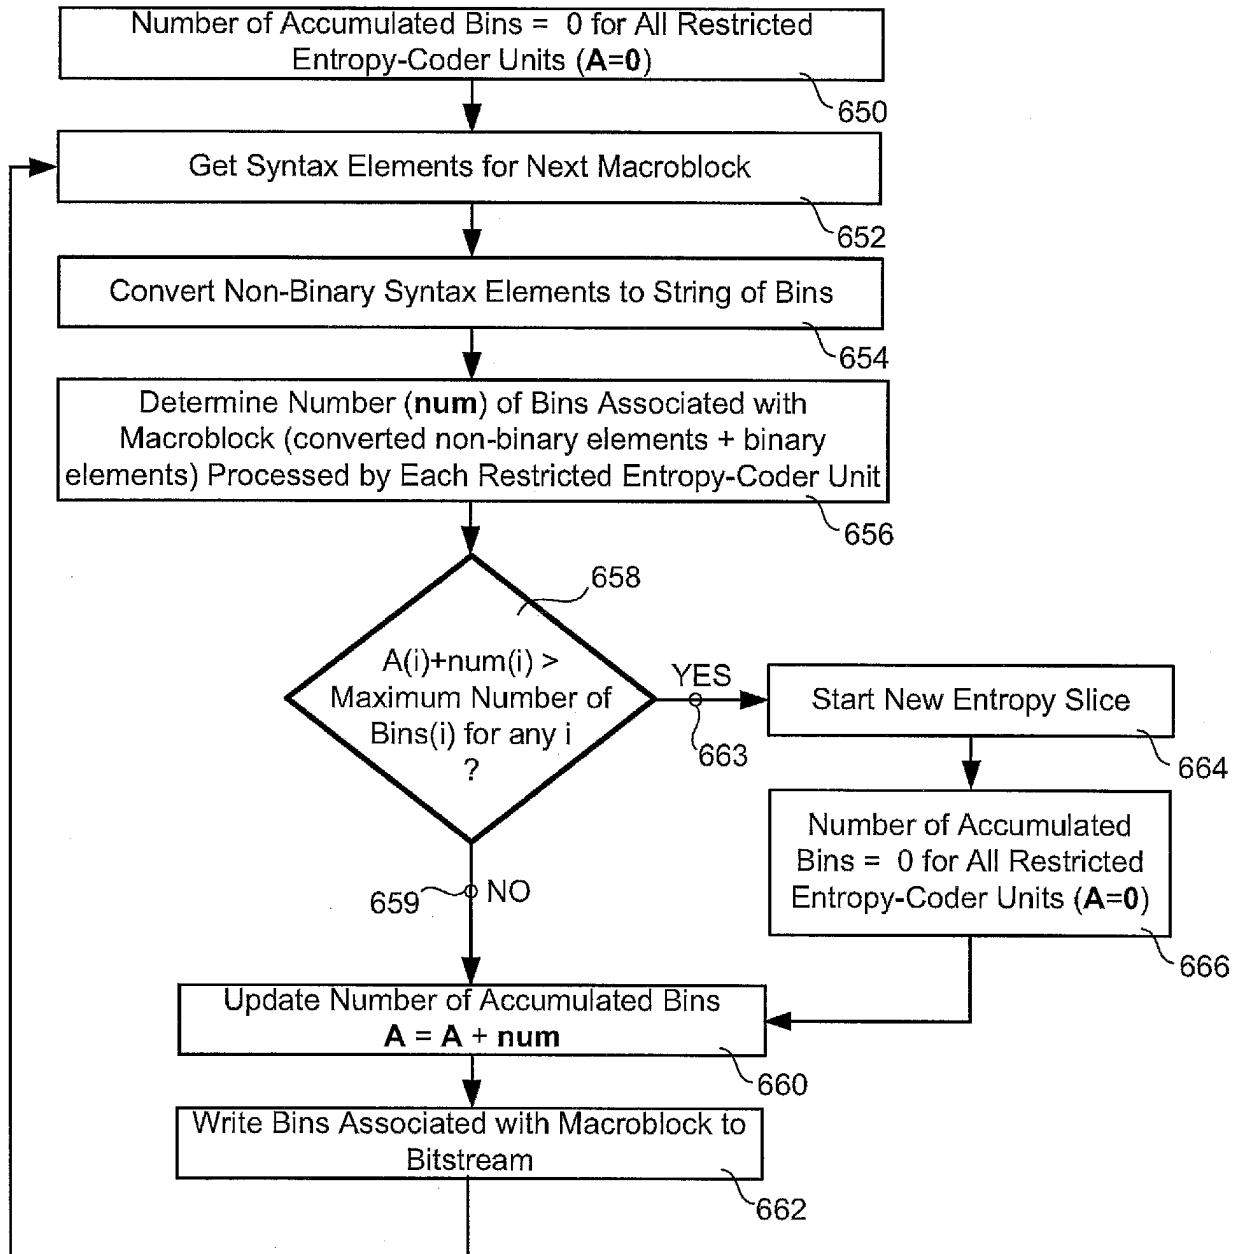 Number of Accumulated Bins = 0 for All Restricted
Entropy-Coder Units (A=0)
650
Get Syntax Elements for Next Macroblock
652
Convert Non-Binary Syntax Elements to String of Bins
654
Determine Number (num) of Bins Associated with
Macroblock (converted non-binary elements + binary
elements) Processed by Each Restricted Entropy-Coder Unit
656
658
A(i)+num(i) >
Maximum Number of
Bins(i) for any i
?
YES
663
Start New Entropy Slice
664
Number of Accumulated
Bins = 0 for All Restricted
Entropy-Coder Units (A=0)
666
659
NO
Update Number of Accumulated Bins
A = A + num
660
Write Bins Associated with Macroblock to
Bitstream
662